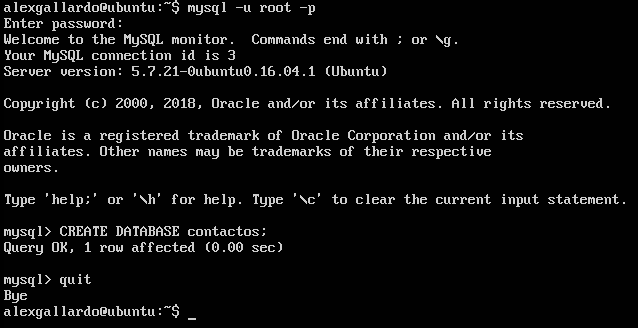 alexgallardo@ubuntu:~$ mysql -u root -p
Enter password:
Welcome to the MySQL monitor.  Commands end with ; or \g.
Your MySQL connection id is 3
Server version: 5.7.21-0ubuntu0.16.04.1 (Ubuntu)
Copyright (c) 2000, 2018, Oracle and/or its affiliates. All rights reserved.
Oracle is a registered trademark of Oracle Corporation and/or its
affiliates. Other names may be trademarks of their respective
owners.
Type 'help;' or '\h' for help. Type '\c' to clear the current input statement.
mysql> CREATE DATABASE contactos;
Query OK, 1 row affected (0.00 sec)
mysql> quit
Bye
alexgallardo@ubuntu:~$ _